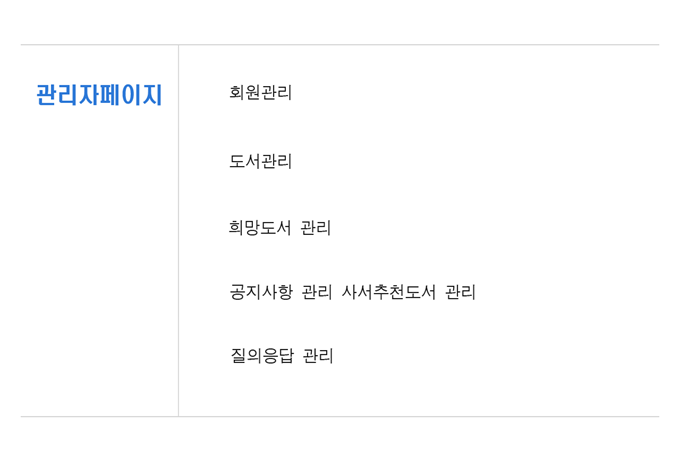 관리자페이지
회원관리
도서관리
희망도서 관리
공지사항 관리 사서추천도서 관리
질의응답 관리